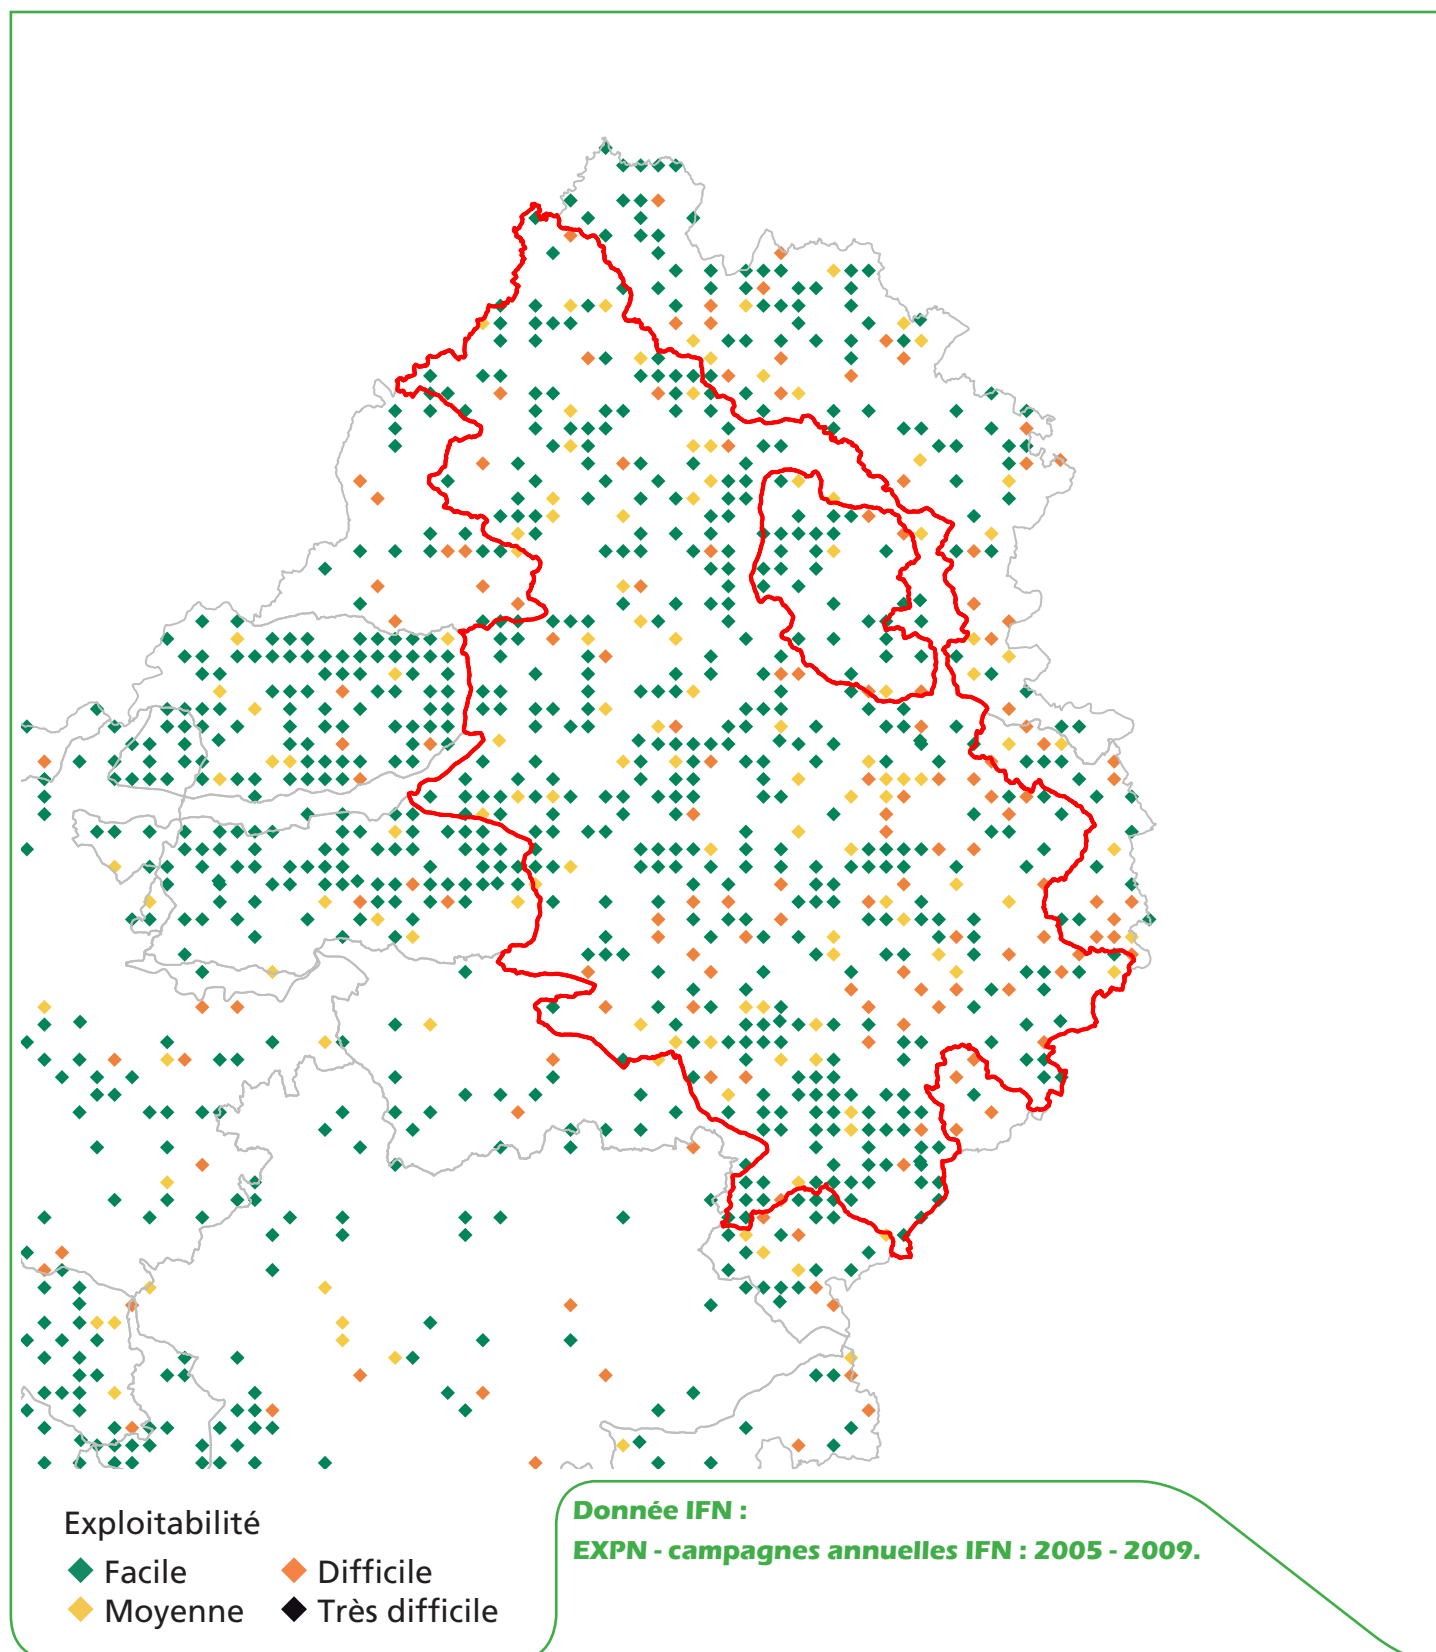 Exploitabilité
Facile
Difficile
Moyenne
Très difficile
Donnée IFN :
EXPN - campagnes annuelles IFN : 2005 - 2009.